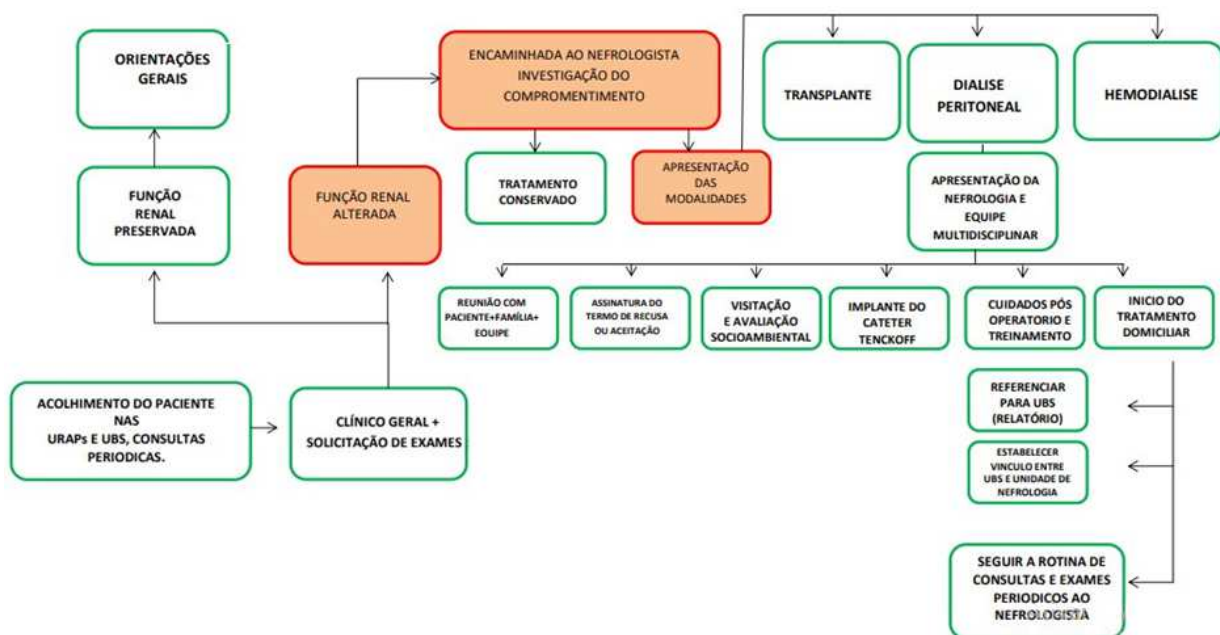 ORIENTAÇÕES
GERAIS
ENCAMINHADA AO NEFROLOGISTA
INVESTIGAÇÃO DO
COMPROMENTIMENTO
TRANSPLANTE
DIALISE
PERITONEAL
HEMODIALISE
FUNÇÃO
RENAL
PRESERVADA
FUNÇÃO RENAL
ALTERADA
TRATAMENTO
CONSERVADO
APRESENTAÇÃO
DAS
MODALIDADES
APRESENTAÇÃO DA
NEFROLOGIA E
EQUIPE
MULTIDISCIPLINAR
REUNIÃO COM
PACIENTE+FAMÍLIA+
EQUIPE
ASSINATURA DO
TERMO DE RECUSA
OU ACEITAÇÃO
VISITAÇÃO
E AVALIAÇÃO
SOCIOAMBIENTAL
IMPLANTE DO
CATETER
TENCKOFF
CUIDADOS PÓS
OPERATORIO E
TREINAMENTO
INICIO DO
TRATAMENTO
DOMICILIAR
ACOLHIMENTO DO PACIENTE
NAS
URAPs E UBS, CONSULTAS
PERIODICAS.
CLÍNICO GERAL +
SOLICITAÇÃO DE EXAMES
REFERENCIAR
PARA UBS
(RELATÓRIO)
ESTABELECER
VINCULO ENTRE
UBS E UNIDADE DE
NEFROLOGIA
SEGUIR A ROTINA DE
CONSULTAS E EXAMES
PERIODICOS AO
NEFROLOGISTA